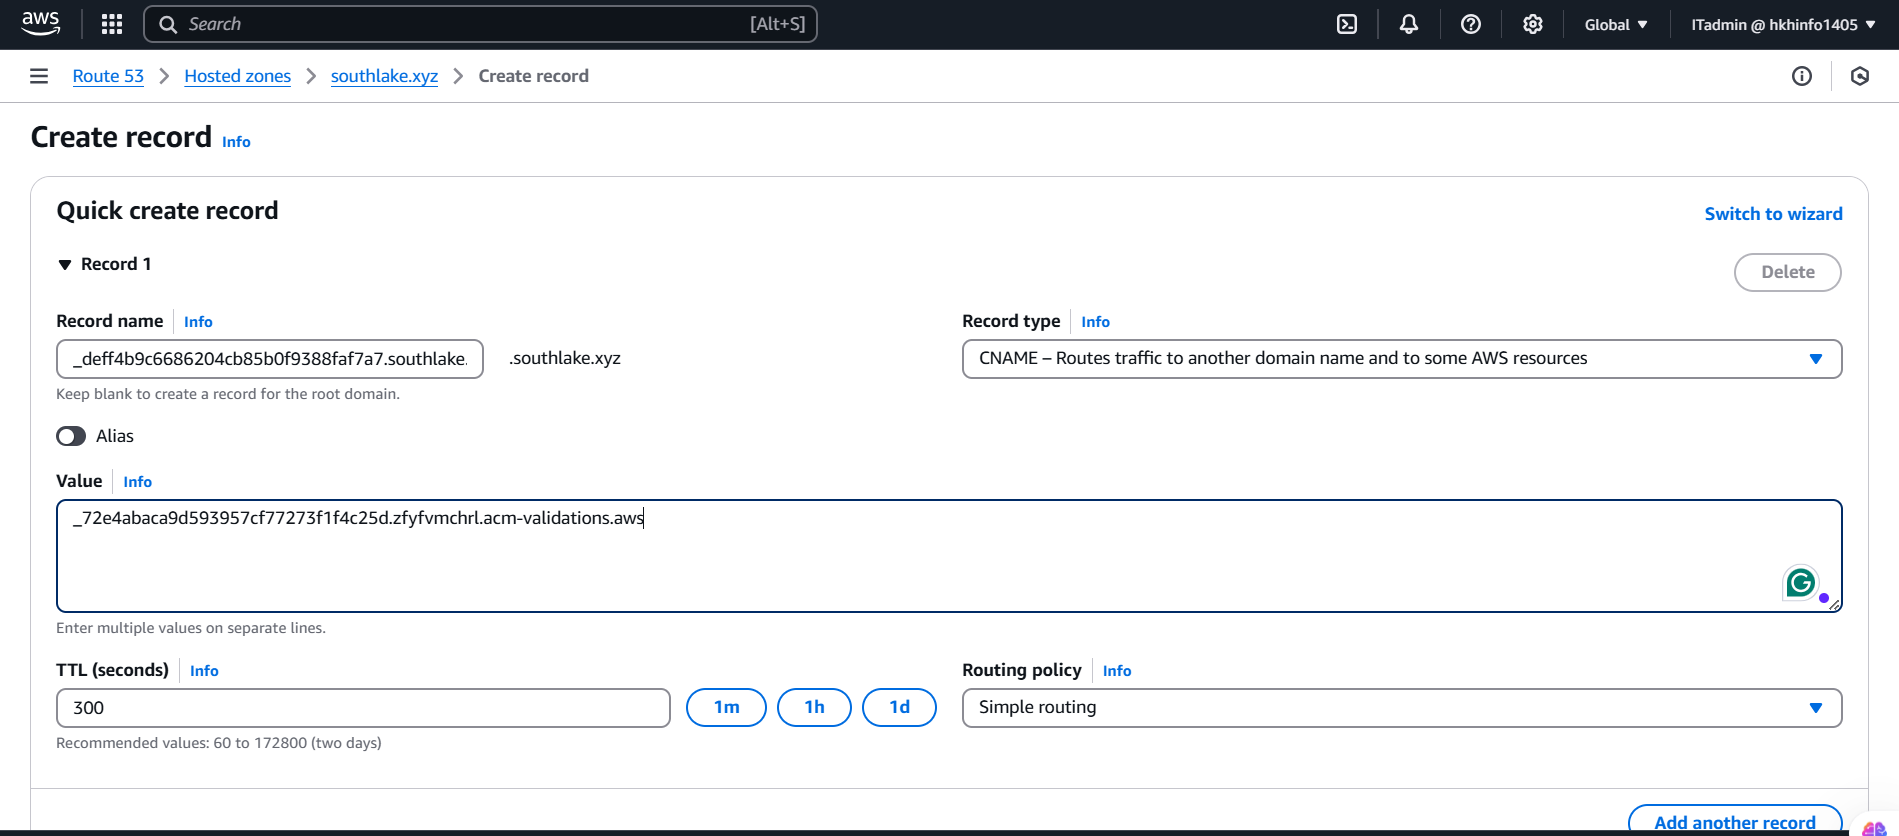 aws
Search [Alt+S]
Global
ITadmin @ hkhinfo1405
Route 53 > Hosted zones > southlake.xyz > Create record
Create record Info
Quick create record
Switch to wizard
Record 1
Delete
Record name Info
_deff4b9c6686204cb85b0f9388faf7a7.southlake.
.southlake.xyz
Keep blank to create a record for the root domain.
Record type Info
CNAME – Routes traffic to another domain name and to some AWS resources
Alias
Value Info
_72e4abaca9d593957cf77273f1f4c25d.zfyfvmchrl.acm-validations.aws
Enter multiple values on separate lines.
TTL (seconds) Info
300
1m
1h
1d
Recommended values: 60 to 172800 (two days)
Routing policy Info
Simple routing
Add another record